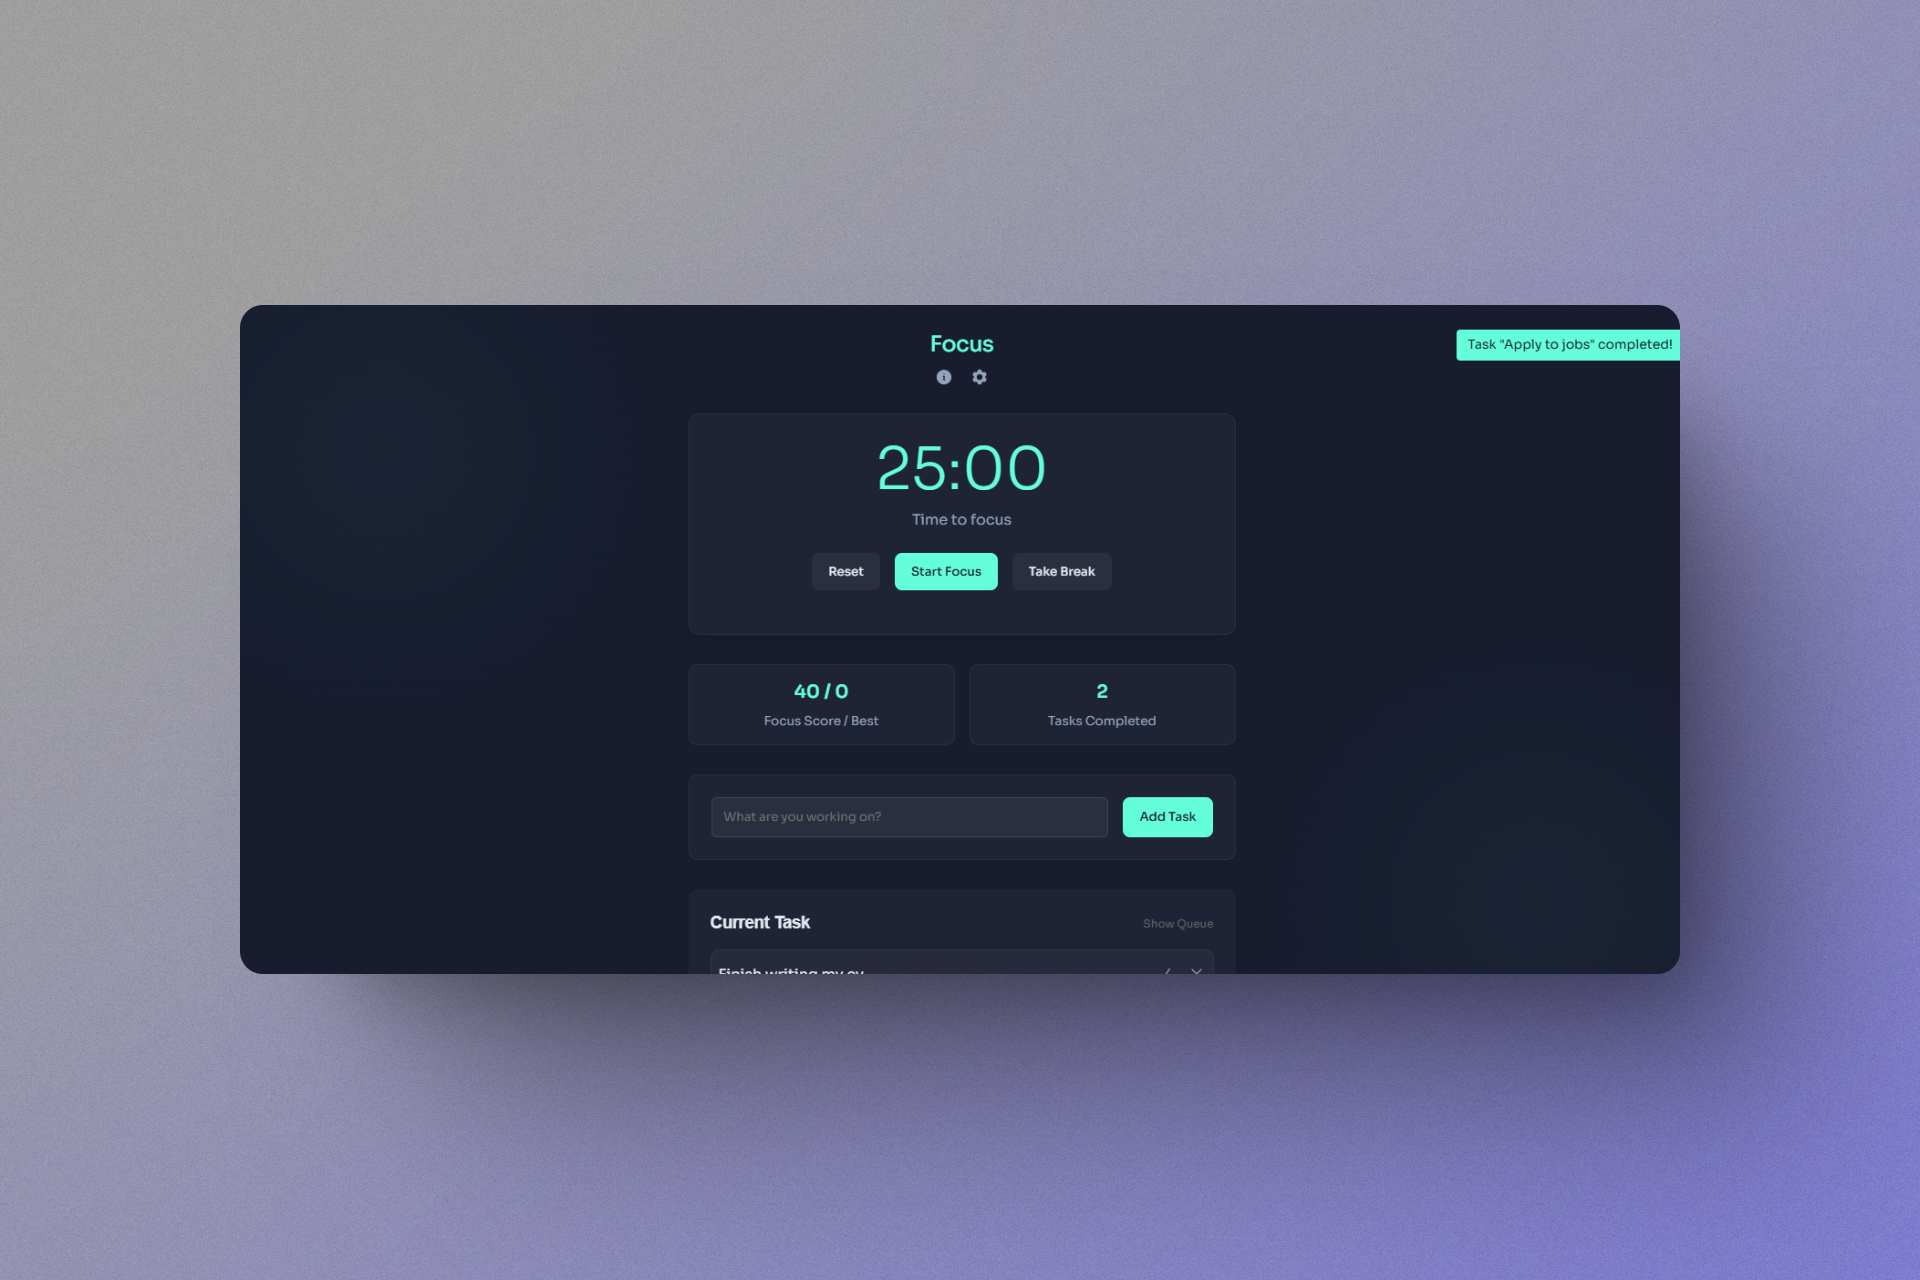 Focus
Task "Apply to jobs" completed!
25:00
Time to focus
Reset
Start Focus
Take Break
40 / 0
Focus Score / Best
2
Tasks Completed
What are you working on?
Add Task
Current Task
Show Queue
Finish writing my cv